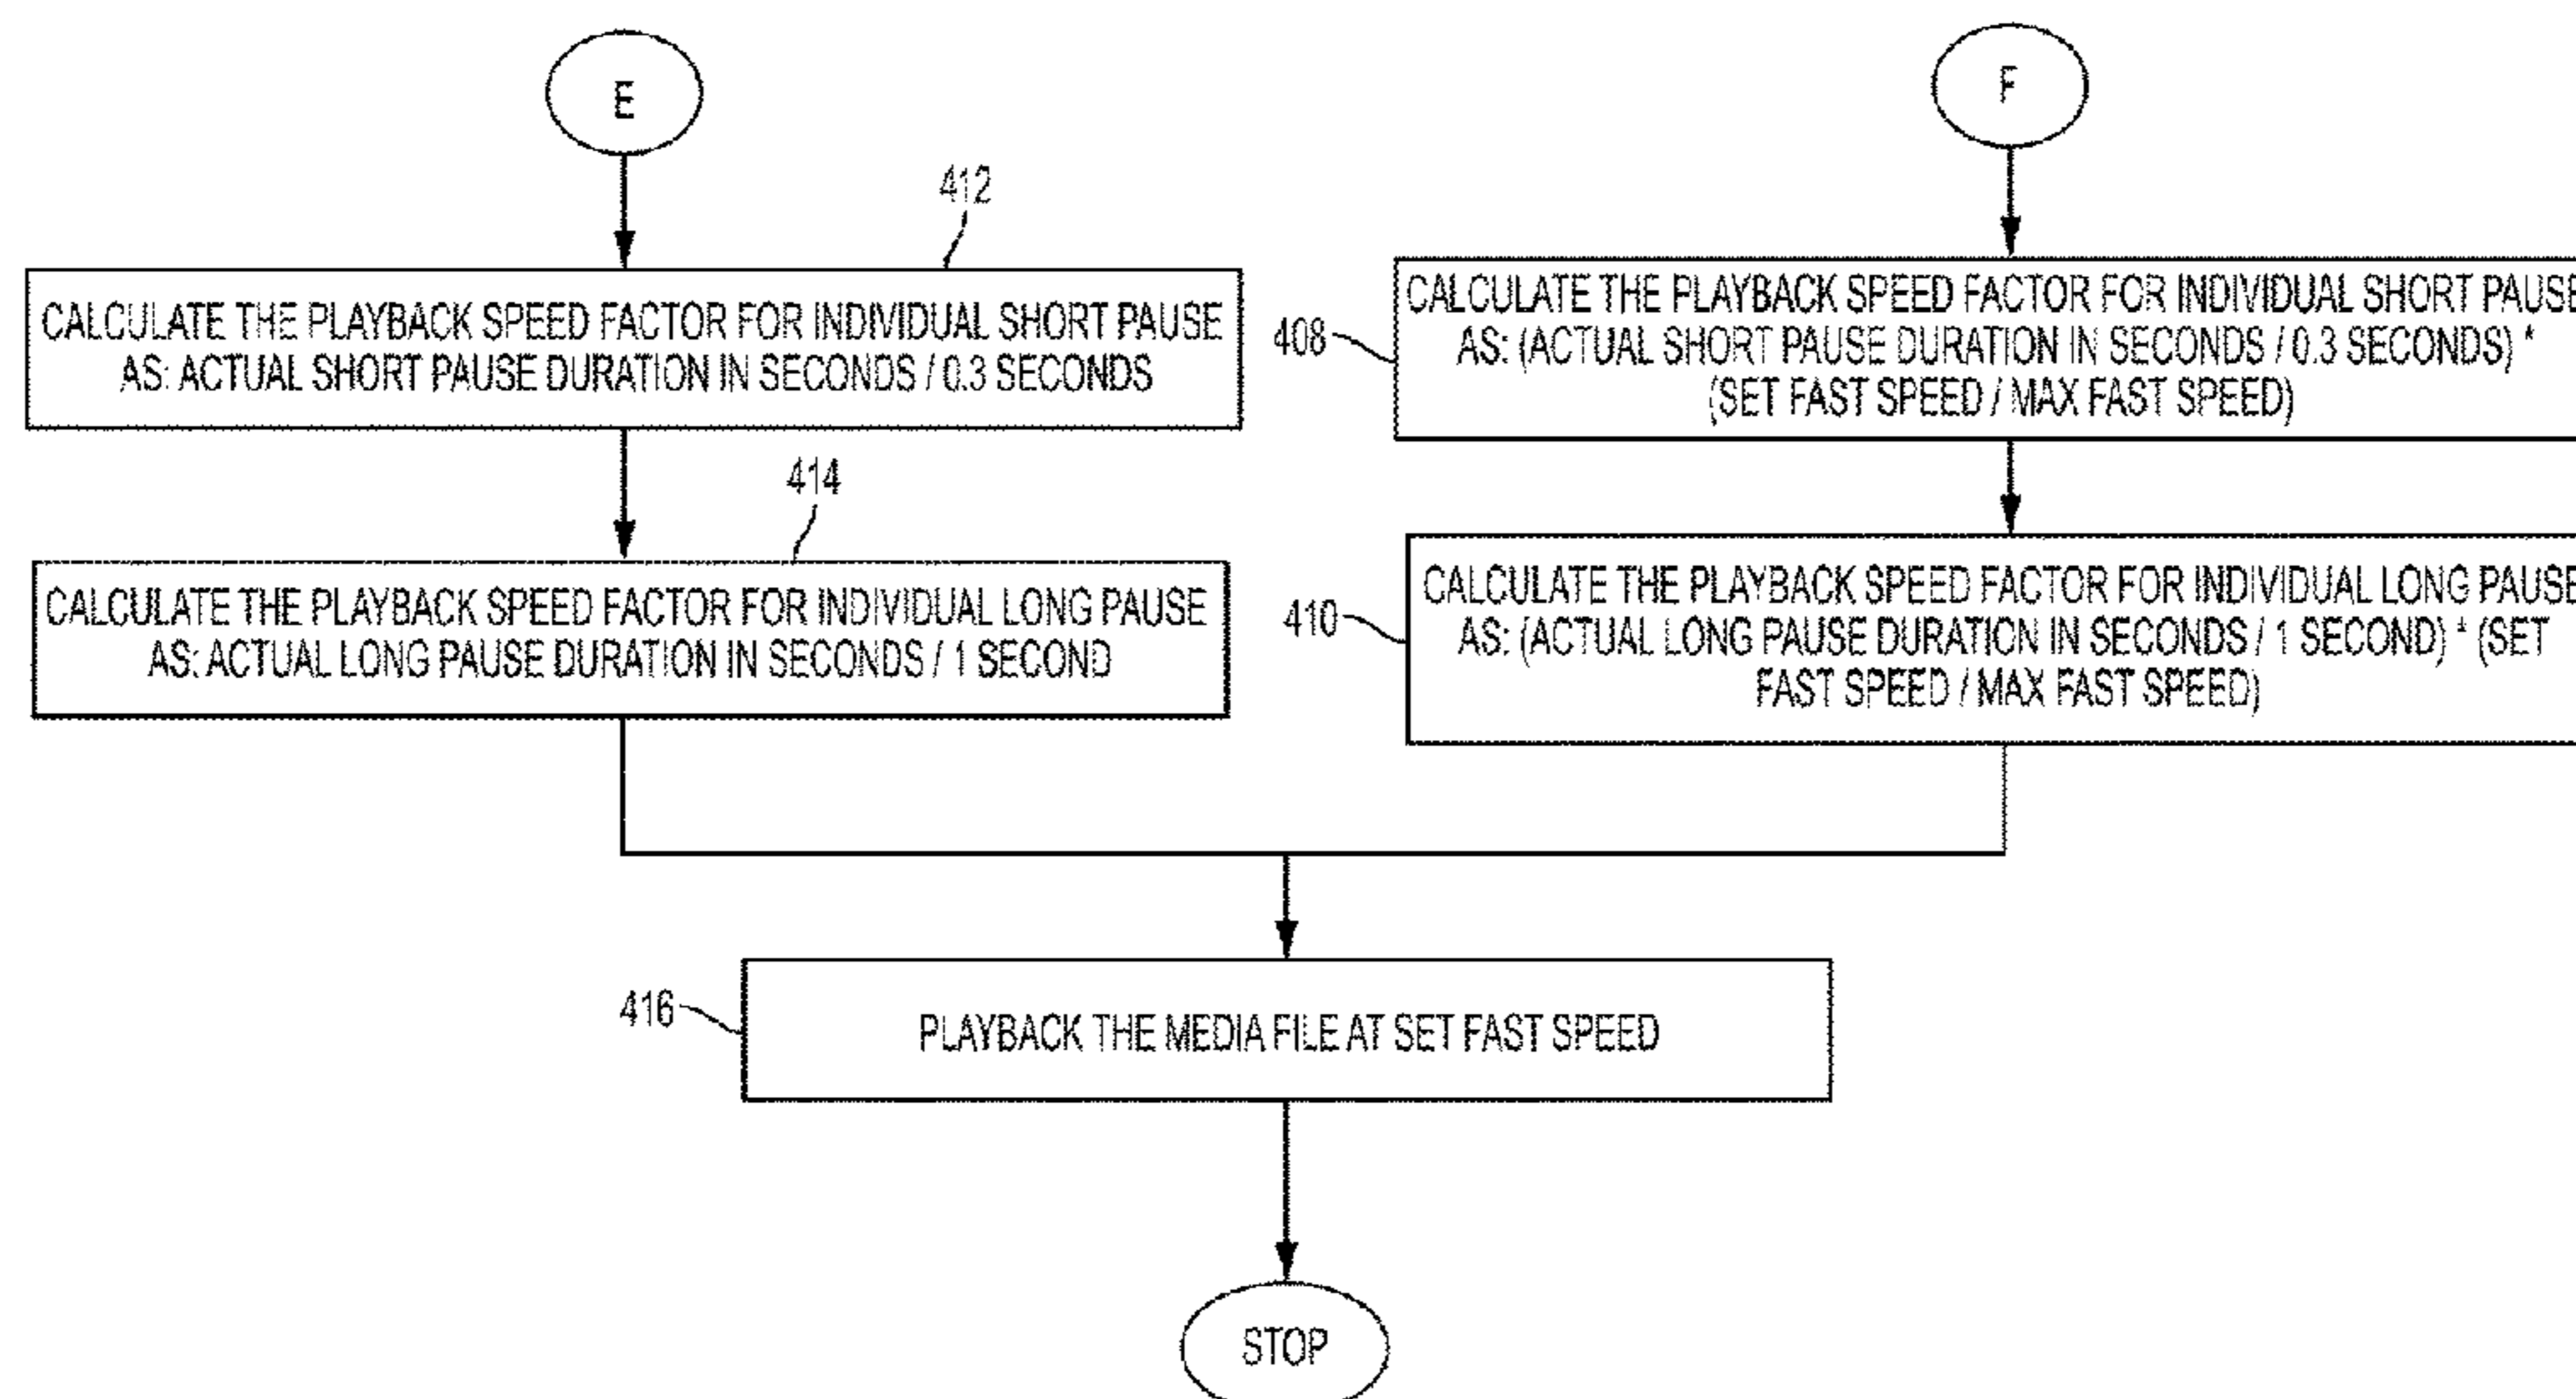 E
412
CALCULATE THE PLAYBACK SPEED FACTOR FOR INDIVIDUAL SHORT PAUSE
AS: ACTUAL SHORT PAUSE DURATION IN SECONDS / 0.3 SECONDS
414
CALCULATE THE PLAYBACK SPEED FACTOR FOR INDIVIDUAL LONG PAUSE
AS: ACTUAL LONG PAUSE DURATION IN SECONDS / 1 SECOND
F
408
CALCULATE THE PLAYBACK SPEED FACTOR FOR INDIVIDUAL SHORT PAUSE
AS: (ACTUAL SHORT PAUSE DURATION IN SECONDS / 0.3 SECONDS) *
(SET FAST SPEED / MAX FAST SPEED)
410
CALCULATE THE PLAYBACK SPEED FACTOR FOR INDIVIDUAL LONG PAUSE
AS: (ACTUAL LONG PAUSE DURATION IN SECONDS / 1 SECOND) * (SET
FAST SPEED / MAX FAST SPEED)
416
PLAYBACK THE MEDIA FILE AT SET FAST SPEED
STOP